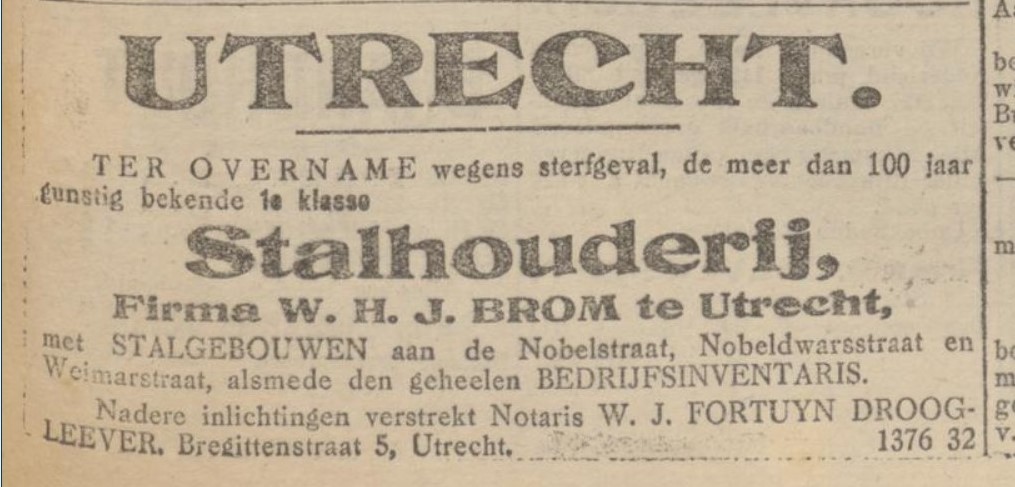 UTRECHT.
TER OVERNAME wegens sterfgeval, de meer dan 100 jaar
gunstig bekende 1e klasse
Stalhouderij,
Firma W. H. J. BROM te Utrecht,
met STALGEBOUWEN aan de Nobelstraat, Nobeldwarsstraat en
Weimarstraat, alsmede den geheelen BEDRIJFSINVENTARIS.
Nadere inlichtingen verstrekt Notaris W. J. FORTUYN DROOG-
LEEVER, Bregittenstraat 5, Utrecht. 1376 32